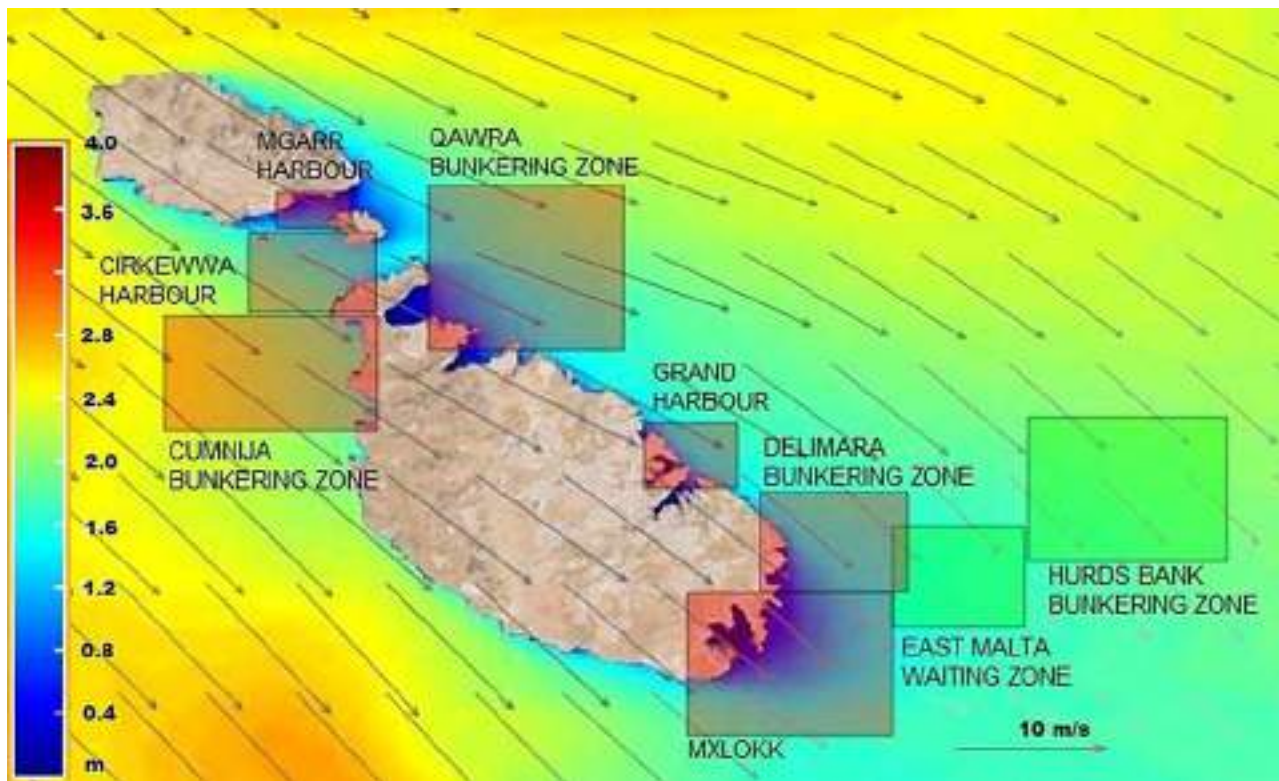 4.0
3.6
2.8
2.4
2.0
1.6
1.2
0.8
0.4
m
MGARR
HARBOUR
QAWRA
BUNKERING ZONE
CIRKEWWA
HARBOUR
CUMNIJA
BUNKERING ZONE
GRAND
HARBOUR
DELIMARA
BUNKERING ZONE
HURDS BANK
BUNKERING ZONE
EAST MALTA
WAITING ZONE
MXLOKK
10 m/s